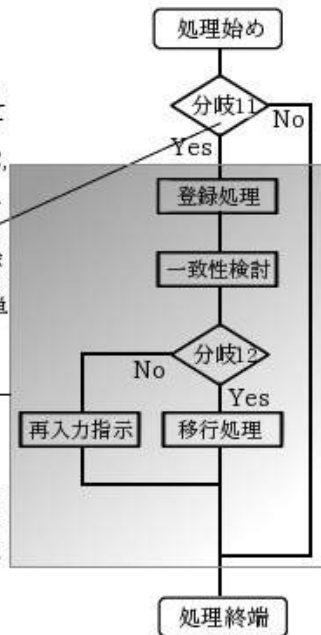 処理始め
分岐11
No
Yes
登録処理
一致性検討
分岐12
No
Yes
再入力指示
移行処理
処理終端